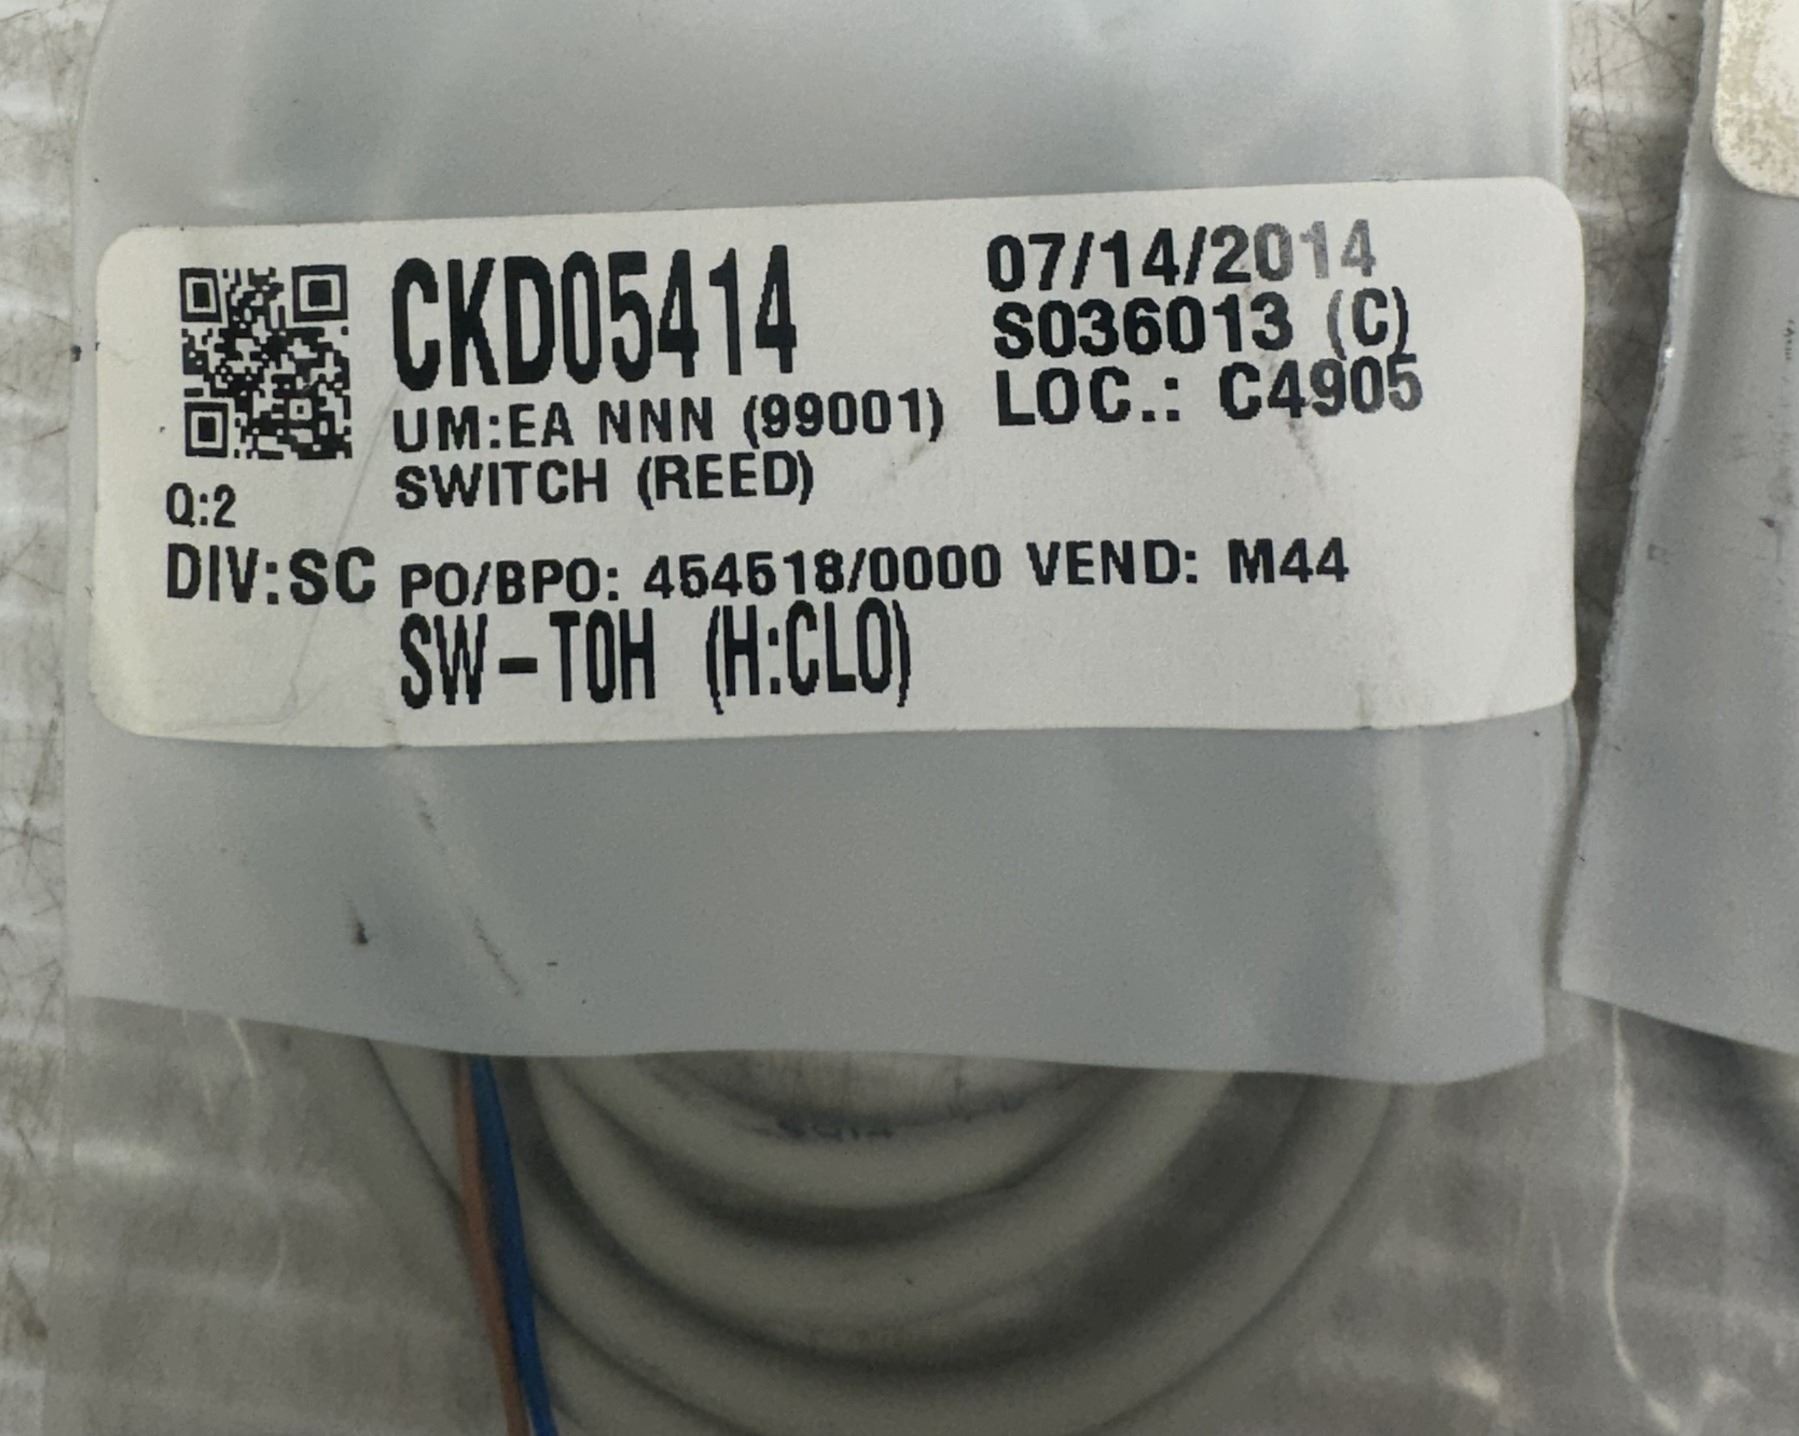 CKD05414
07/14/2014
S036013 (C)
UM:EA NNN (99001)
LOC.: C4905
SWITCH (REED)
Q:2
DIV:SC
PO/BPO: 454518/0000 VEND: M44
SW-T0H (H:CLO)